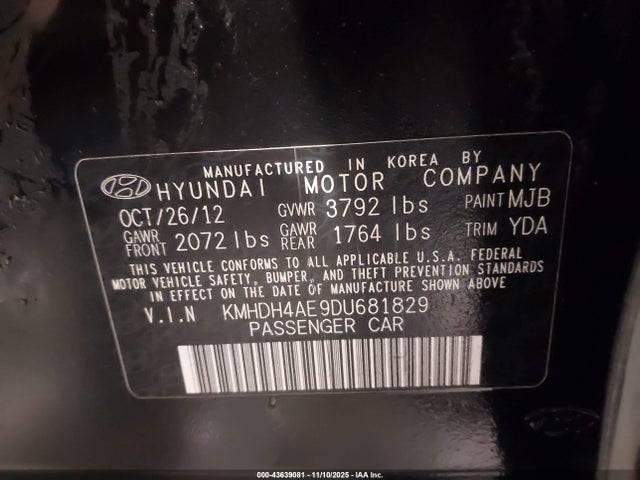 MANUFACTURED IN KOREA BY
HYUNDAI MOTOR COMPANY
OCT/26/12 GVWR 3792 lbs PAINT MJB
GAWR FRONT 2072 lbs GAWR REAR 1764 lbs TRIM YDA
THIS VEHICLE CONFORMS TO ALL APPLICABLE U.S.A. FEDERAL
MOTOR VEHICLE SAFETY, BUMPER, AND THEFT PREVENTION STANDARDS
IN EFFECT ON THE DATE OF MANUFACTURE SHOWN ABOVE
V.I.N KMHDH4AE9DU681829
PASSENGER CAR
000-43639081 - 11/10/2025 - IAA Inc.